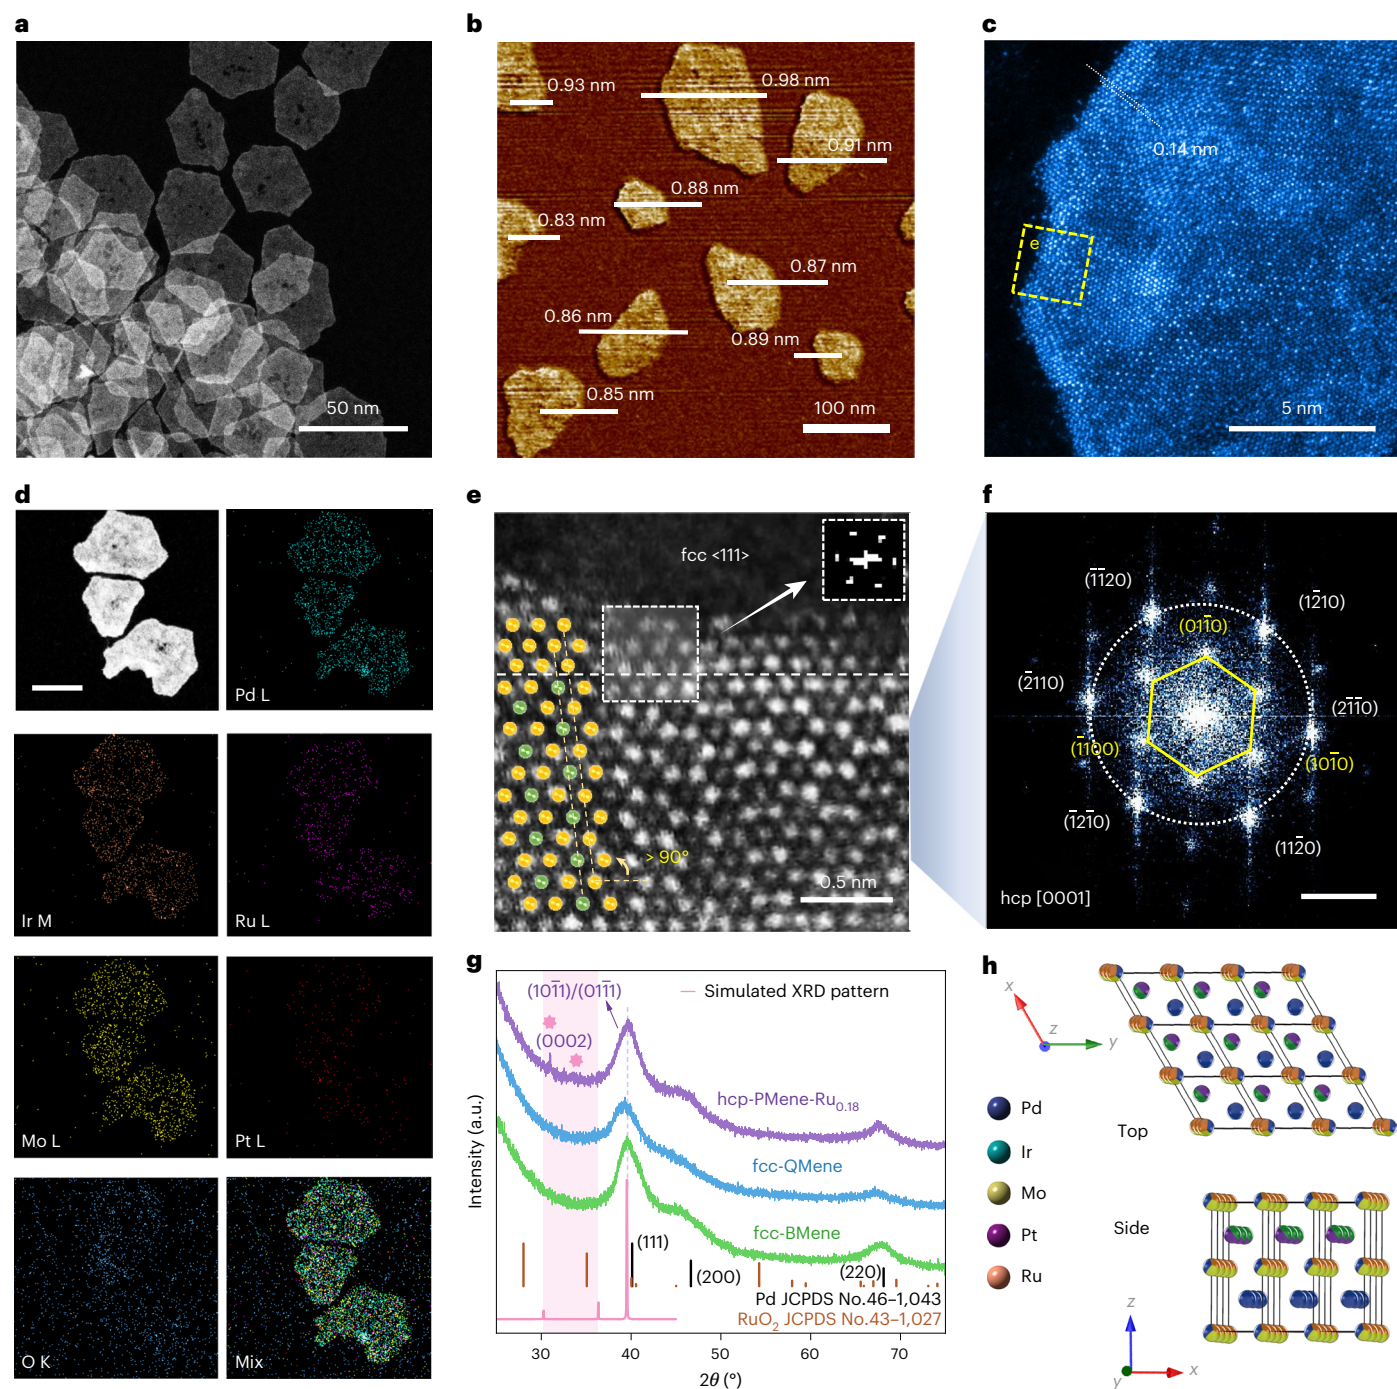 a
50 nm
b
0.93 nm
0.98 nm
0.91 nm
0.88 nm
0.83 nm
0.87 nm
0.86 nm
0.89 nm
0.85 nm
100 nm
c
0.14 nm
e
5 nm
d
Pd L
Ir M
Ru L
Mo L
Pt L
O K
Mix
e
fcc <111>
> 90°
0.5 nm
f
(1̅1̅20)
(12̅10)
(011̅0)
(2̅110)
(21̅1̅0)
(1̅100)
(101̅0)
(1̅21̅0)
(112̅0)
hcp [0001]
g
(101̅1)/(011̅1)
Simulated XRD pattern
(0002)
hcp-PMene-Ru0.18
fcc-QMene
fcc-BMene
(111)
(200)
(220)
Pd JCPDS No.46–1,043
RuO2 JCPDS No.43–1,027
Intensity (a.u.)
30 40 50 60 70
2θ (°)
h
x
z
y
Pd
Ir
Mo
Pt
Ru
Top
Side
z
y
x